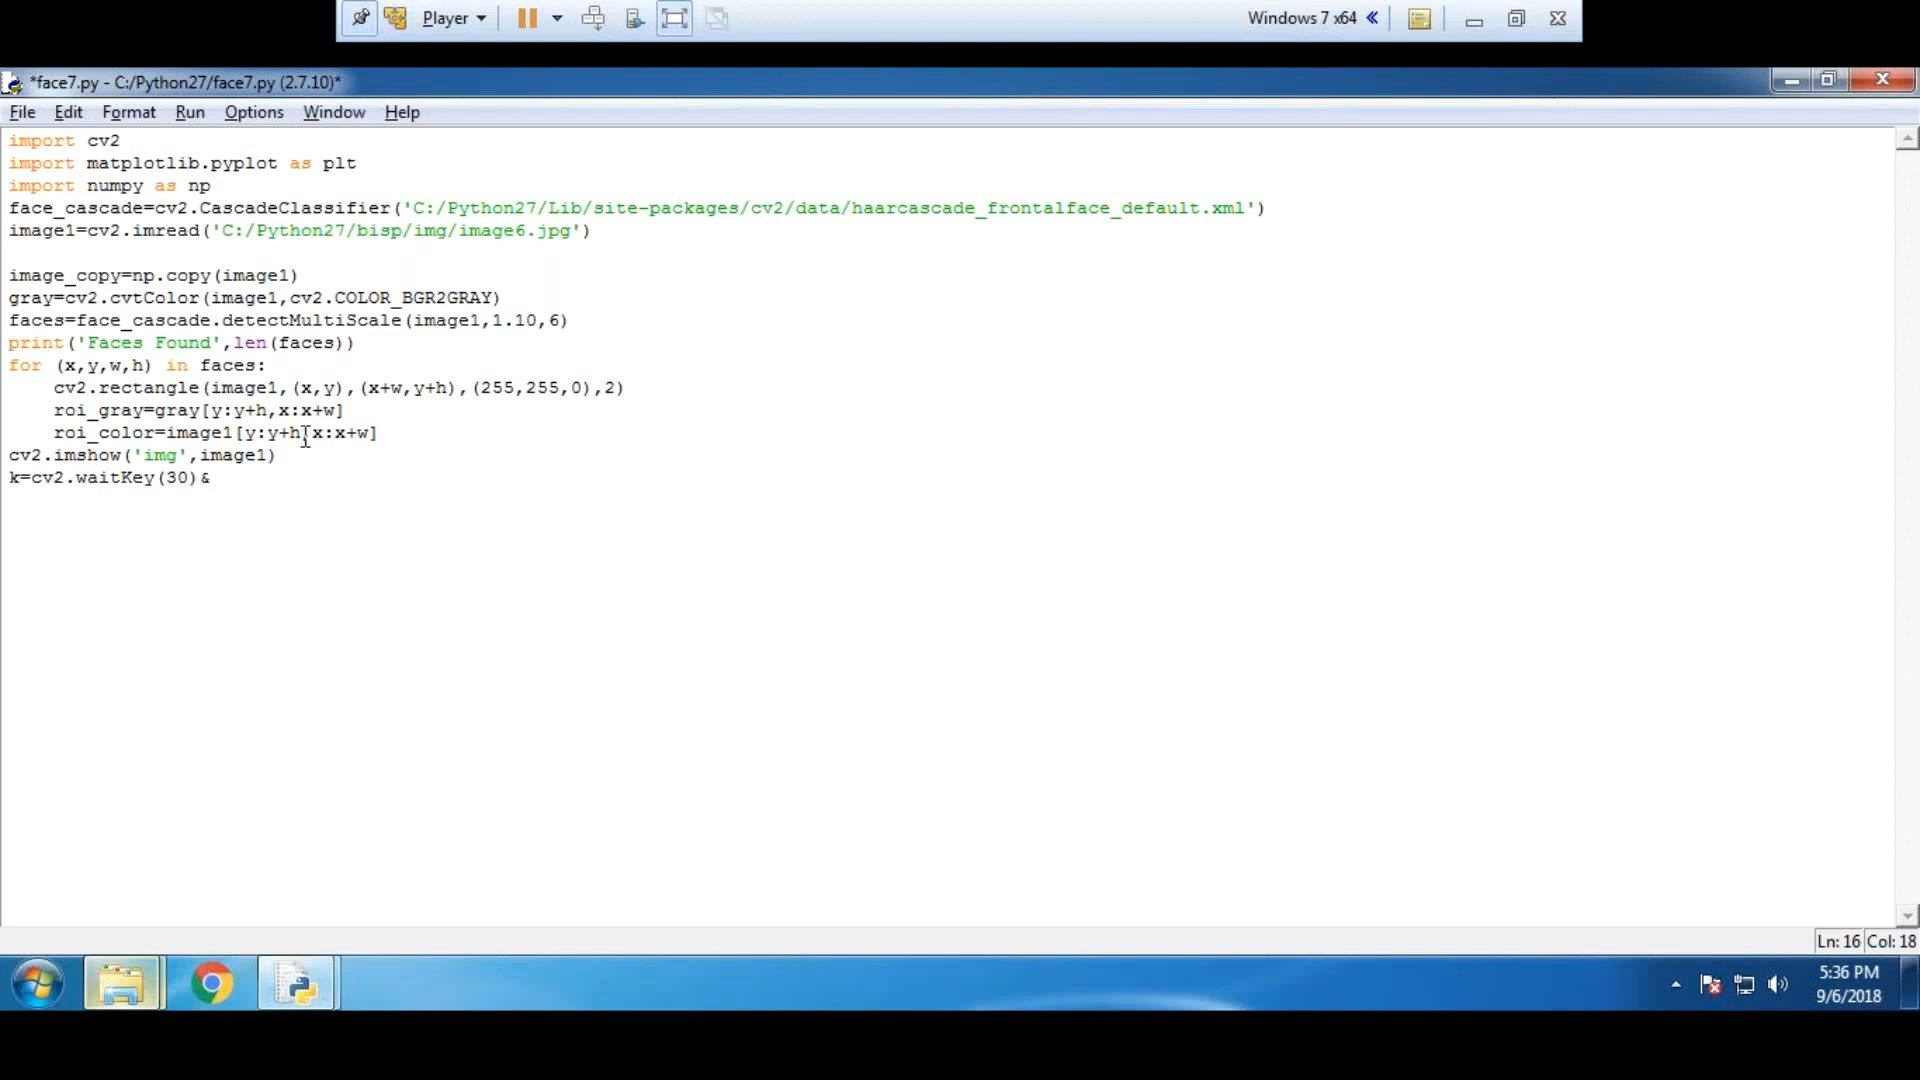 Player
Windows 7 x64
*face7.py - C:/Python27/face7.py (2.7.10)*
File Edit Format Run Options Window Help
import cv2
import matplotlib.pyplot as plt
import numpy as np
face_cascade=cv2.CascadeClassifier('C:/Python27/Lib/site-packages/cv2/data/haarcascade_frontalface_default.xml')
image1=cv2.imread('C:/Python27/bisp/img/image6.jpg')
image_copy=np.copy(image1)
gray=cv2.cvtColor(image1,cv2.COLOR_BGR2GRAY)
faces=face_cascade.detectMultiScale(image1,1.10,6)
print('Faces Found',len(faces))
for (x,y,w,h) in faces:
    cv2.rectangle(image1,(x,y),(x+w,y+h),(255,255,0),2)
    roi_gray=gray[y:y+h,x:x+w]
    roi_color=image1[y:y+h,x:x+w]
cv2.imshow('img',image1)
k=cv2.waitKey(30)&
Ln: 16 Col: 18
5:36 PM
9/6/2018